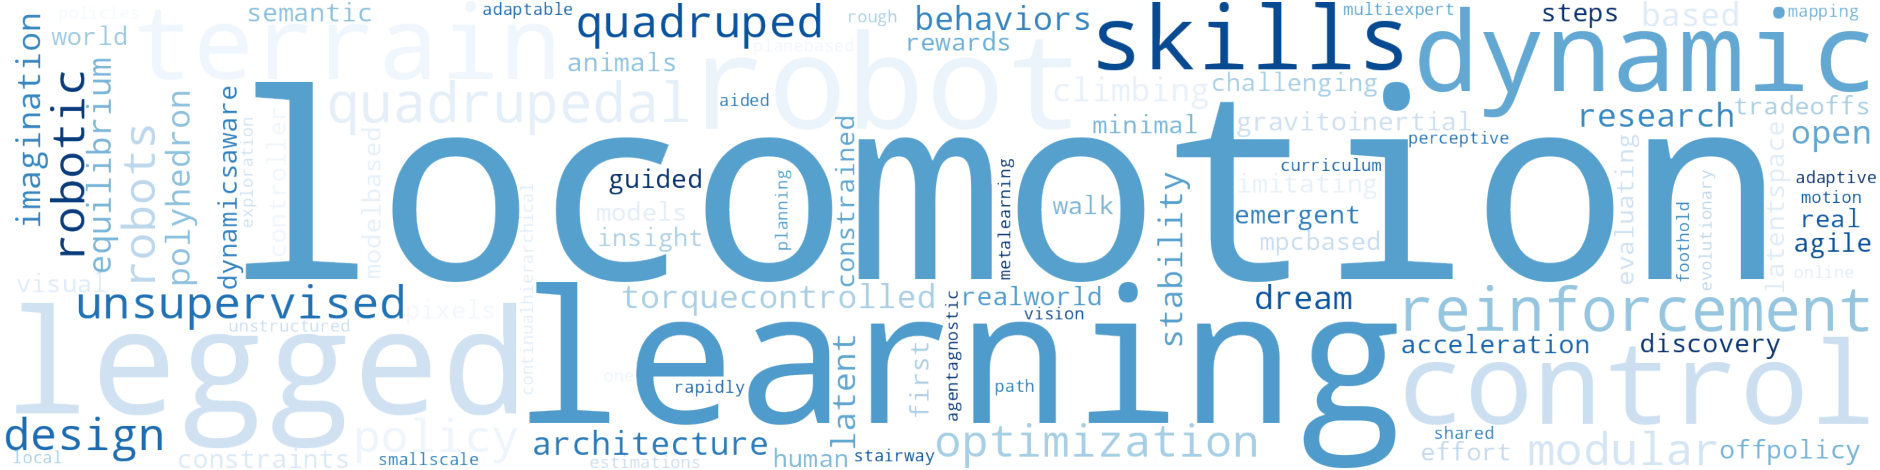 policies
semantic
adaptable
quadruped
rough
behaviors
skills
multiexpert
steps
based
mapping
imagination
world
terrain
animals
planebased
rewards
robot
dynamic
robotic
equilibrium
robots
polyhedron
dynamicsaware
quadrupedal
aided
climbing
challenging
research
tradeoffs
exploration
controller
modelbased
locomotion
constrained
minimal
gravitoinertial
perceptive
open
guided
planning
metalearning
walk
stability
curriculum
imitating
emergent
evaluating
foothold
evolutionary
latentspace
adaptive
motion
real
agile
models
insight
mpcbased
online
visual
continualhierarchical
unsupervised
pixels
torquecontrolled
realworld
vision
dream
reinforcement
unstructured
legged
learning
latent
first
agentagnostic
acceleration
discovery
one
rapidly
path
control
design
policy
architecture
optimization
shared
modular
offpolicy
local
constraints
smallscale
estimations
human
stairway
effort